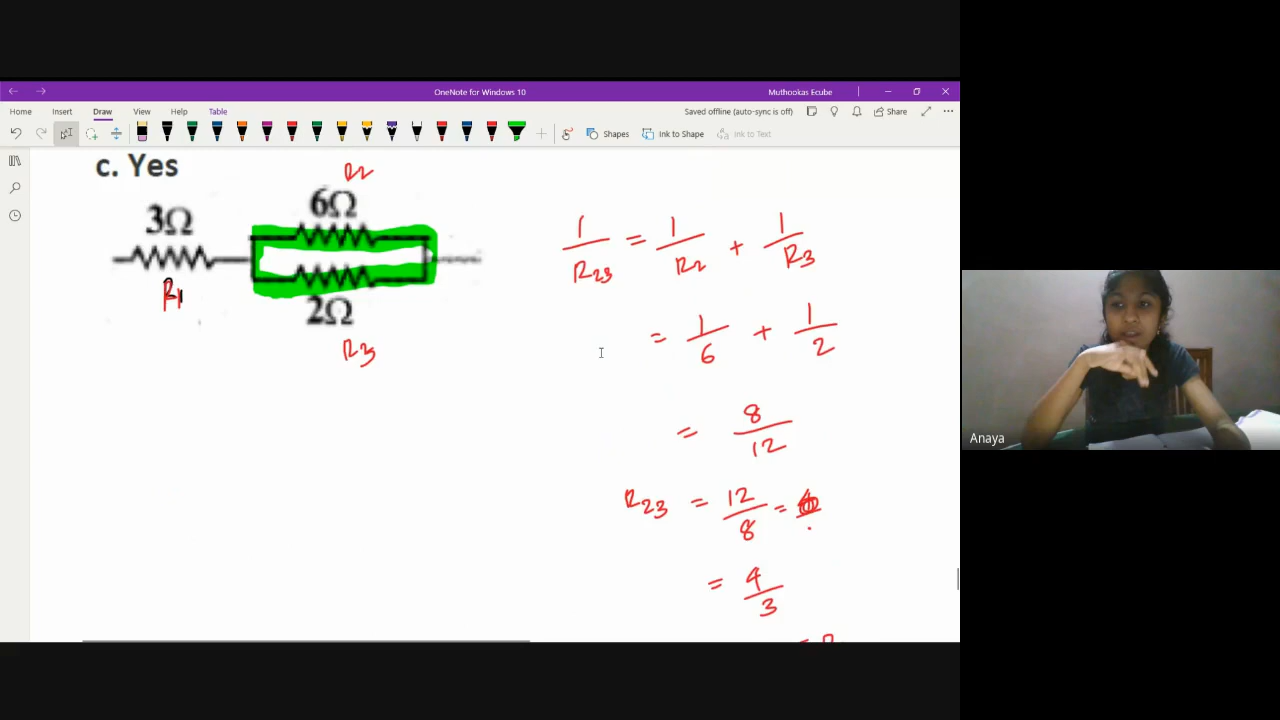 OneNote for Windows 10
Muthookas Ecube
Home Insert Draw View Help Table
Saved offline (auto-sync is off)
Share
Shapes
Ink to Shape
Ink to Text
c. Yes
R2
6Ω
3Ω
R1
2Ω
R3
1/R23 = 1/R2 + 1/R3
= 1/6 + 1/2
= 8/12
R23 = 12/8 =
= 4/3
Anaya